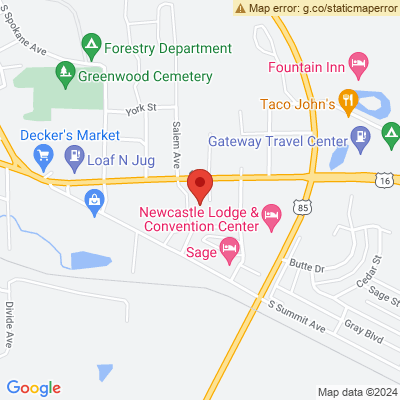 Map error: g.co/staticmaperror
S Spokane Ave
Forestry Department
Greenwood Cemetery
Fountain Inn
York St
Taco John's
Decker's Market
Salem Ave
Gateway Travel Center
Loaf N Jug
16
85
Newcastle Lodge &
Convention Center
Sage
Butte Dr
Cedar St
Sage St
S Summit Ave
Gray Blvd
Divide Ave
Google
Map data ©2024